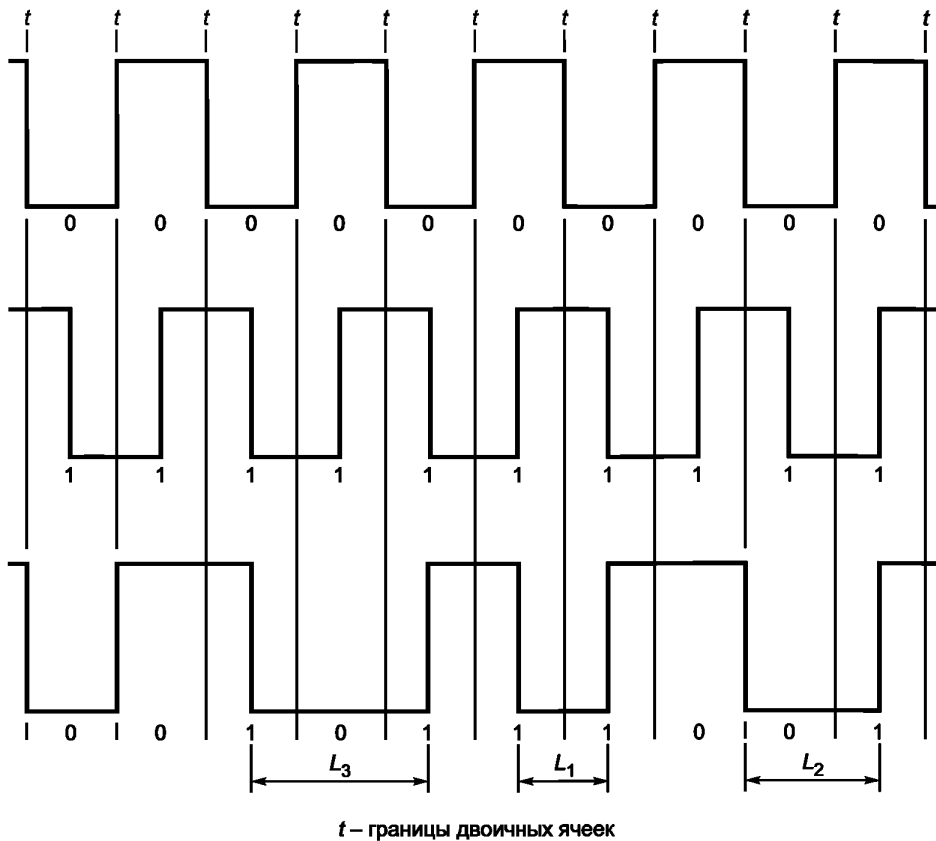 t t t t t t t t t t t
0 0 0 0 0 0 0 0 0 0
1 1 1 1 1 1 1 1 1 1
0 0 1 0 1 1 1 0 0 1
L3 L1 L2
t – границы двоичных ячеек